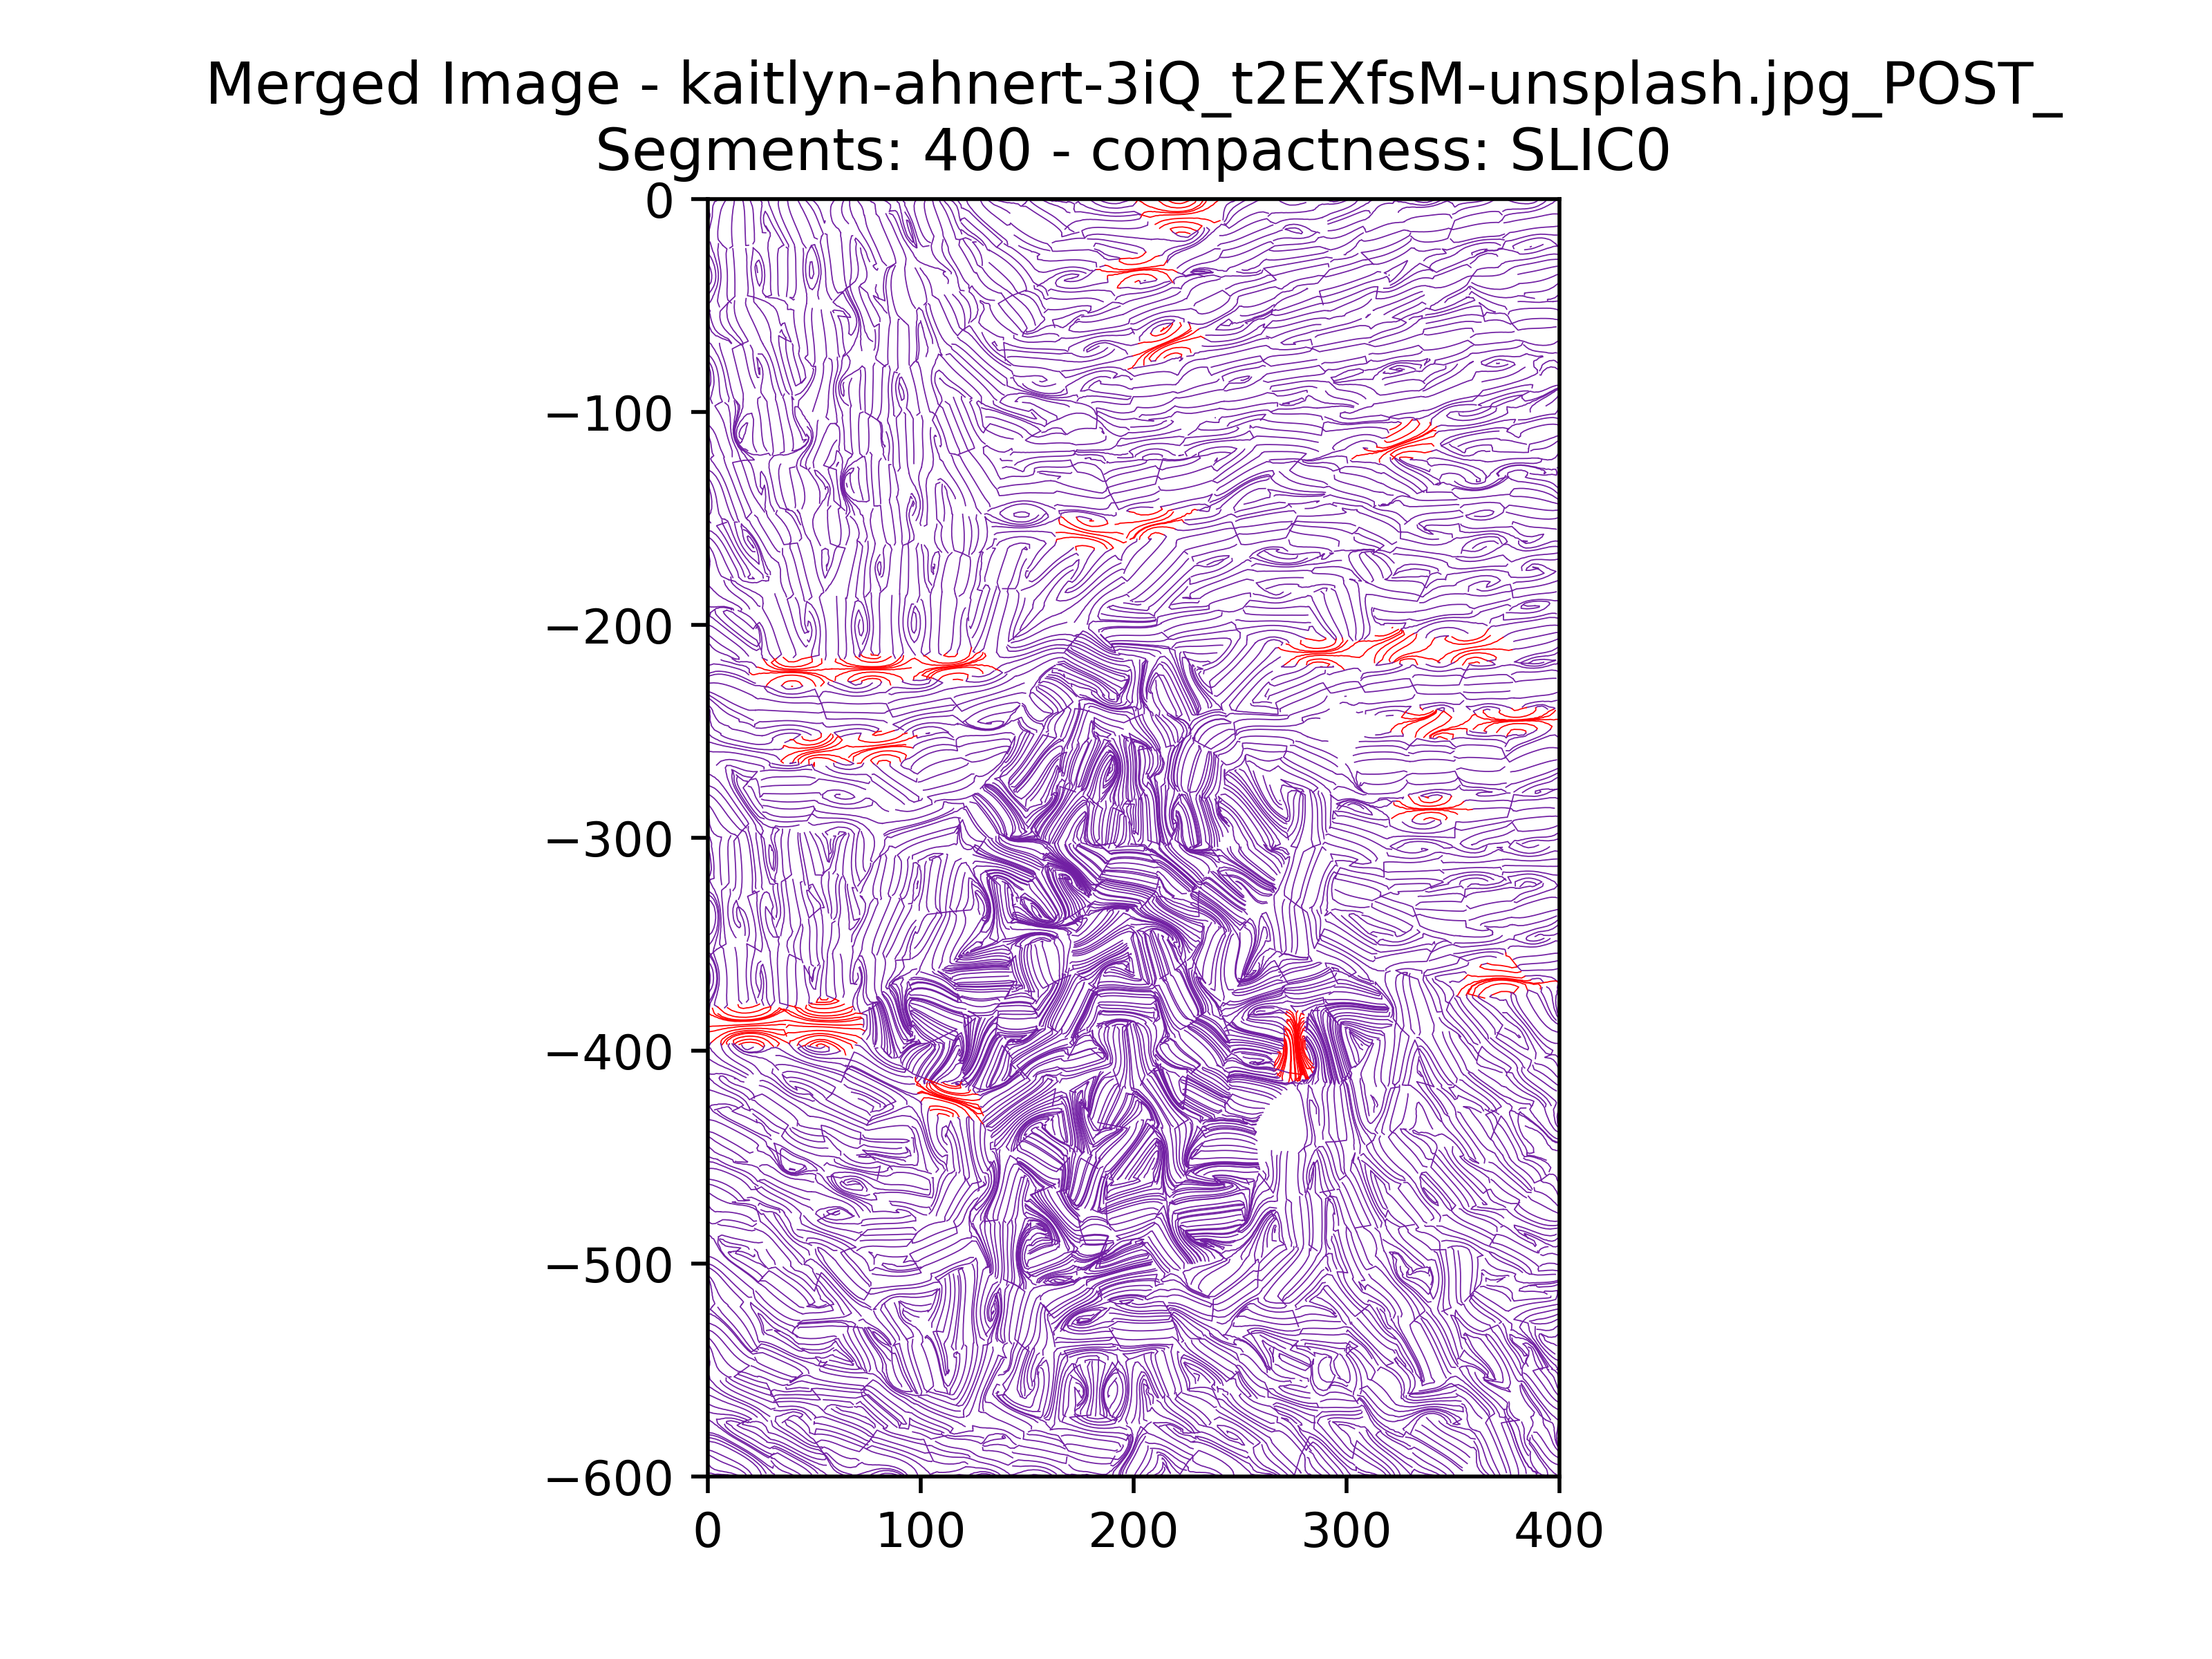 Merged Image - kaitlyn-ahnert-3iQ_t2EXfsM-unsplash.jpg_POST_
Segments: 400 - compactness: SLIC0
0
−100
−200
−300
−400
−500
−600
0 100 200 300 400